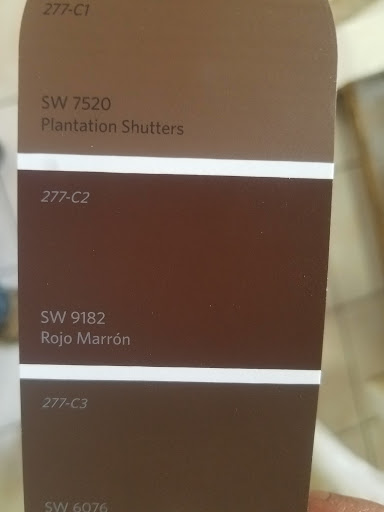 277-C1
SW 7520
Plantation Shutters
277-C2
SW 9182
Rojo Marrón
277-C3
SW 6076